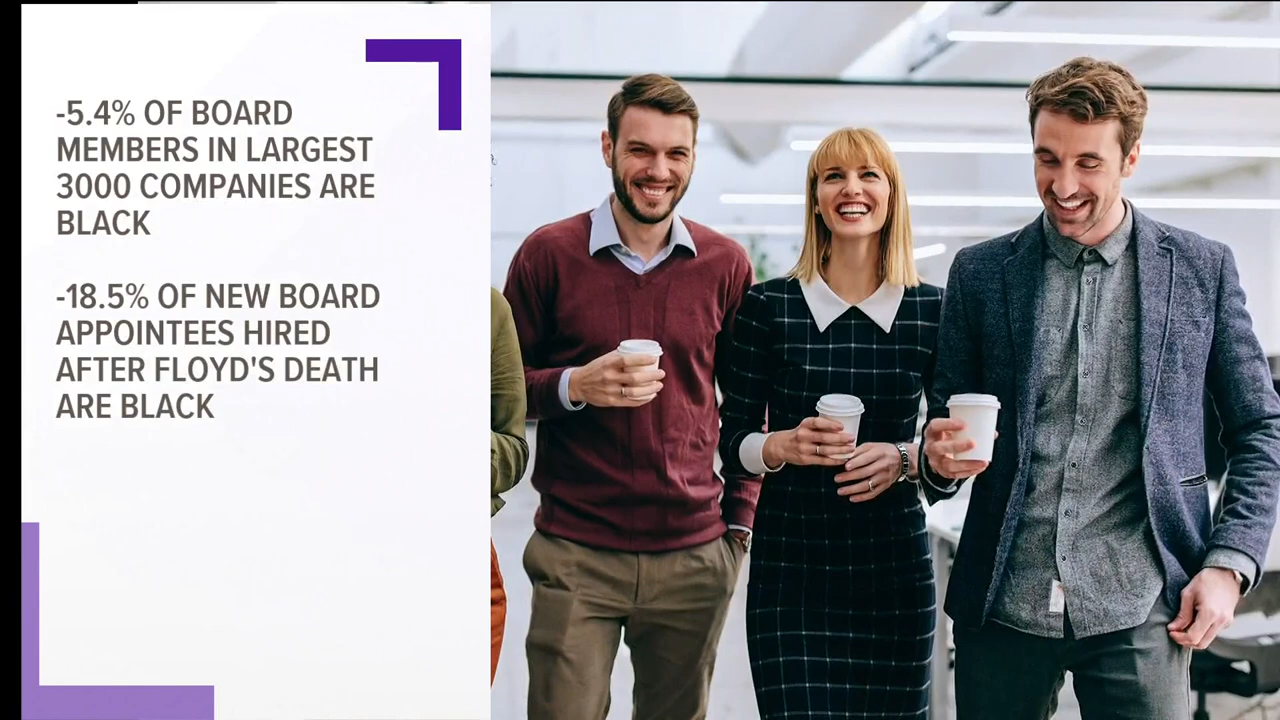 -5.4% OF BOARD
MEMBERS IN LARGEST
3000 COMPANIES ARE
BLACK
-18.5% OF NEW BOARD
APPOINTEES HIRED
AFTER FLOYD'S DEATH
ARE BLACK